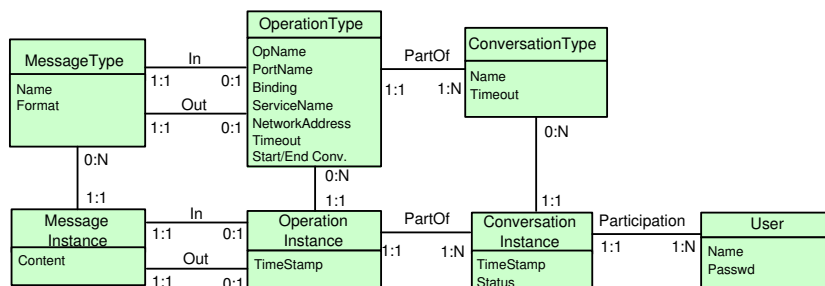 OperationType
MessageType
In
PartOf
ConversationType
OpName
PortName
Binding
ServiceName
NetworkAddress
Timeout
Start/End Conv.
Name
Format
1:1
0:1
Out
1:1
0:1
1:1
1:N
Name
Timeout
0:N
0:N
0:N
1:1
1:1
1:1
Message
Instance
In
Operation
Instance
PartOf
Conversation
Instance
Participation
User
1:1
0:1
Content
Out
1:1
0:1
TimeStamp
1:1
1:N
TimeStamp
Status
1:1
1:N
Name
Passwd